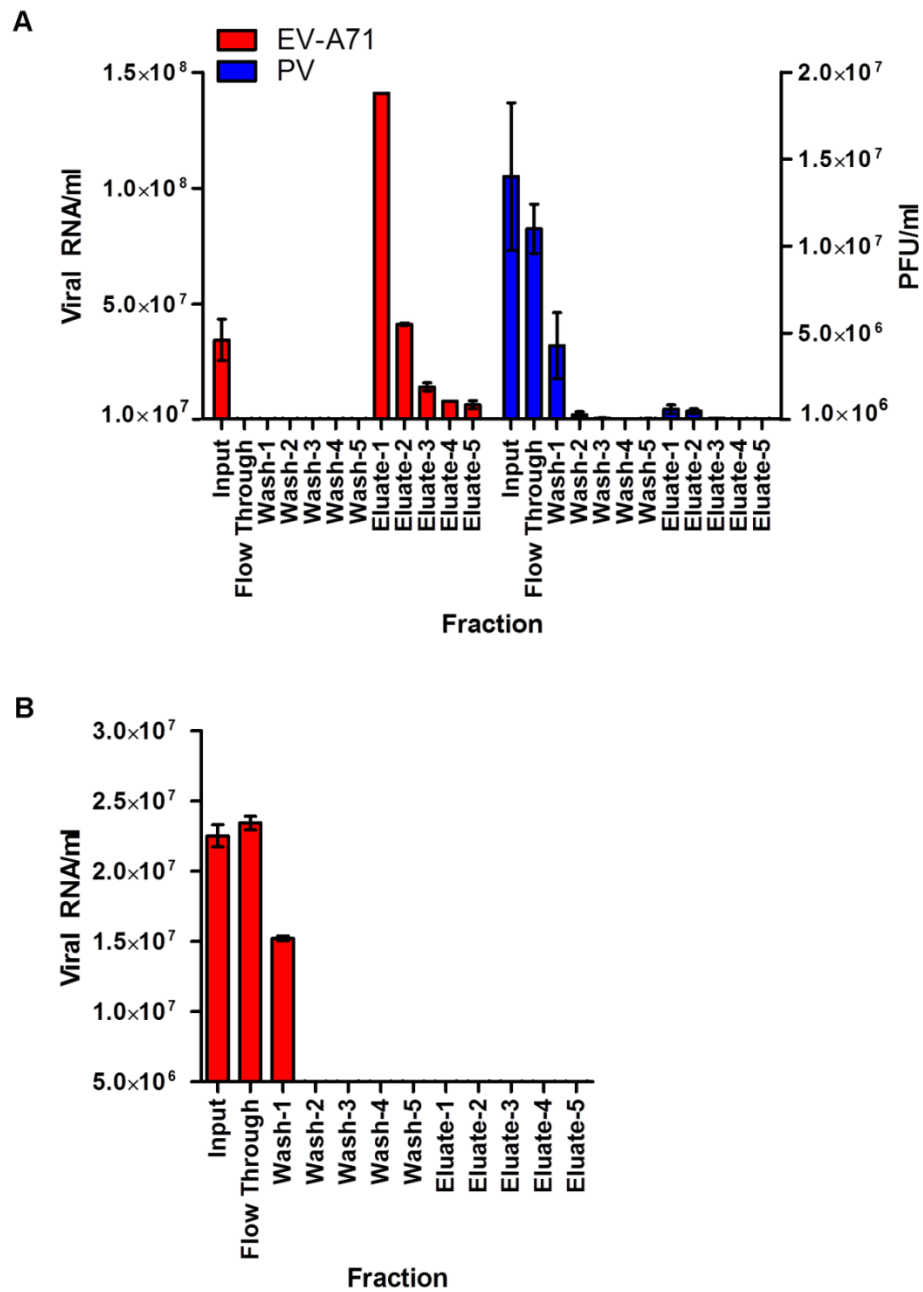 A
EV-A71
PV
1.5×10⁸
1.0×10⁸
5.0×10⁷
1.0×10⁷
Viral RNA/ml
2.0×10⁷
1.5×10⁷
1.0×10⁷
5.0×10⁶
1.0×10⁶
PFU/ml
Input
Flow Through
Wash-1
Wash-2
Wash-3
Wash-4
Wash-5
Eluate-1
Eluate-2
Eluate-3
Eluate-4
Eluate-5
Input
Flow Through
Wash-1
Wash-2
Wash-3
Wash-4
Wash-5
Eluate-1
Eluate-2
Eluate-3
Eluate-4
Eluate-5
Fraction
B
3.0×10⁷
2.5×10⁷
2.0×10⁷
1.5×10⁷
1.0×10⁷
5.0×10⁶
Viral RNA/ml
Input
Flow Through
Wash-1
Wash-2
Wash-3
Wash-4
Wash-5
Eluate-1
Eluate-2
Eluate-3
Eluate-4
Eluate-5
Fraction